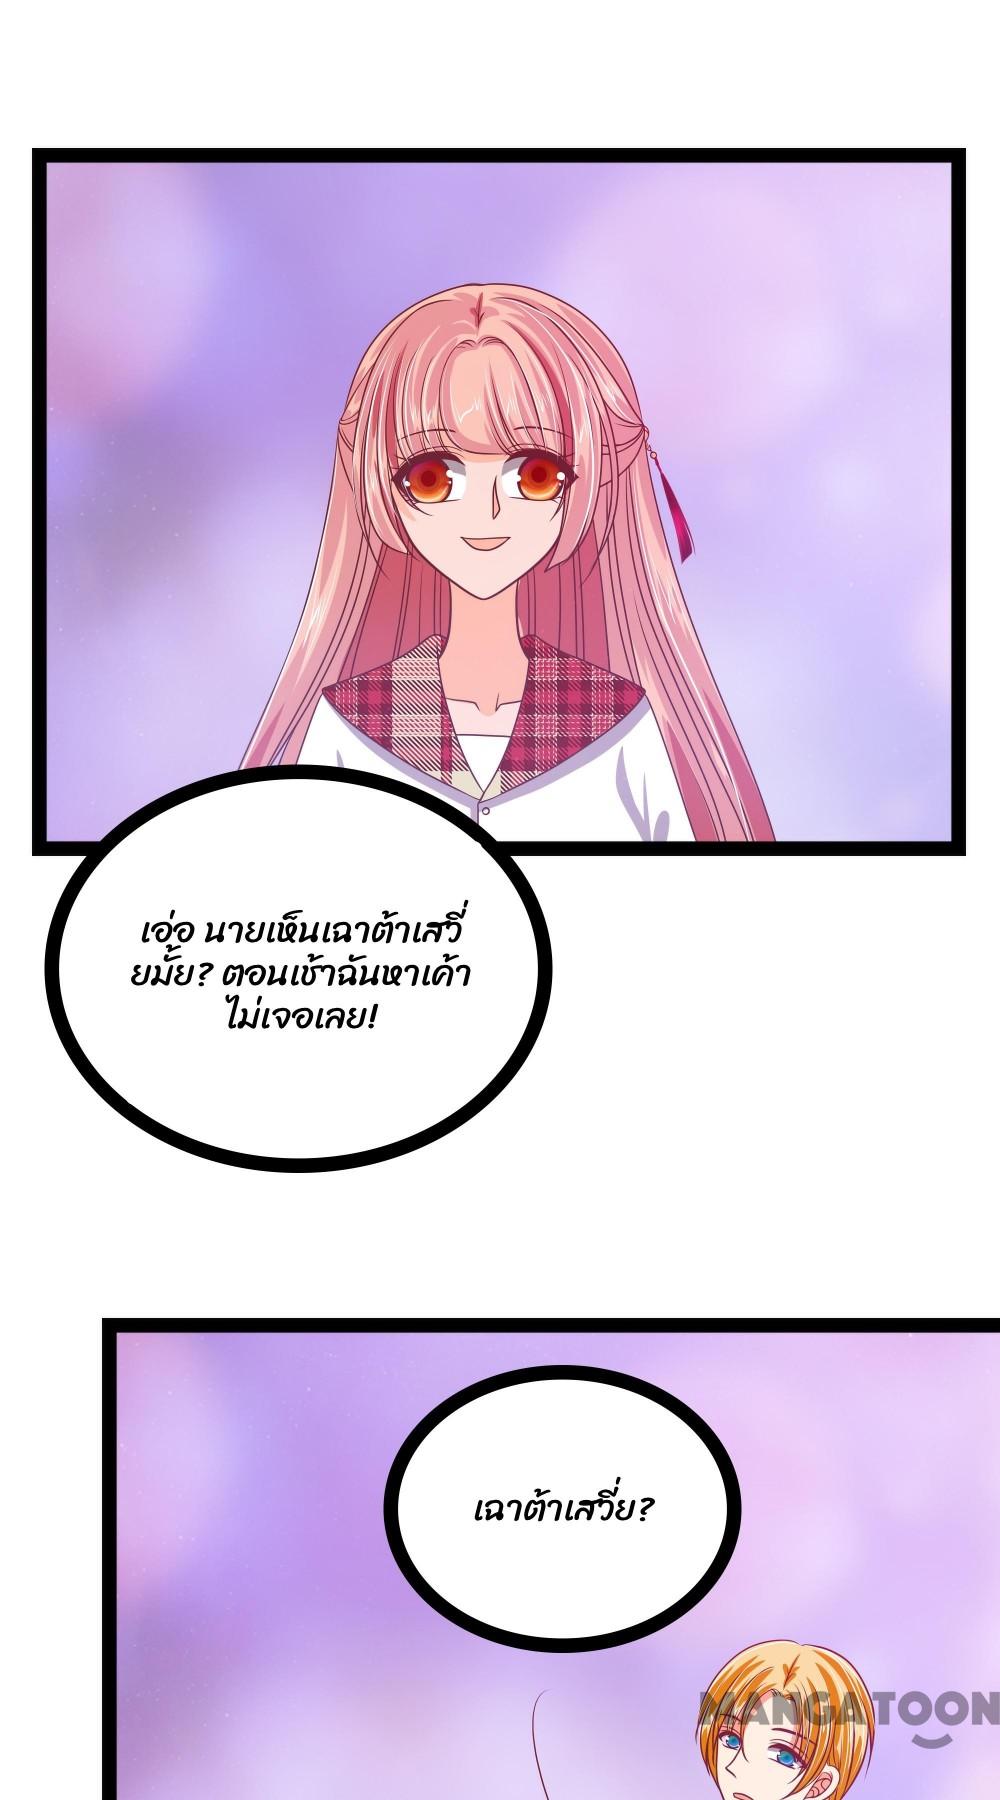 เอ่อ นายเห็นเฉาต้าเสวี่
ยมั้ย? ตอนเช้าฉันหาเค้า
ไม่เจอเลย!
เฉาต้าเสวี่ย?
MANGATOON